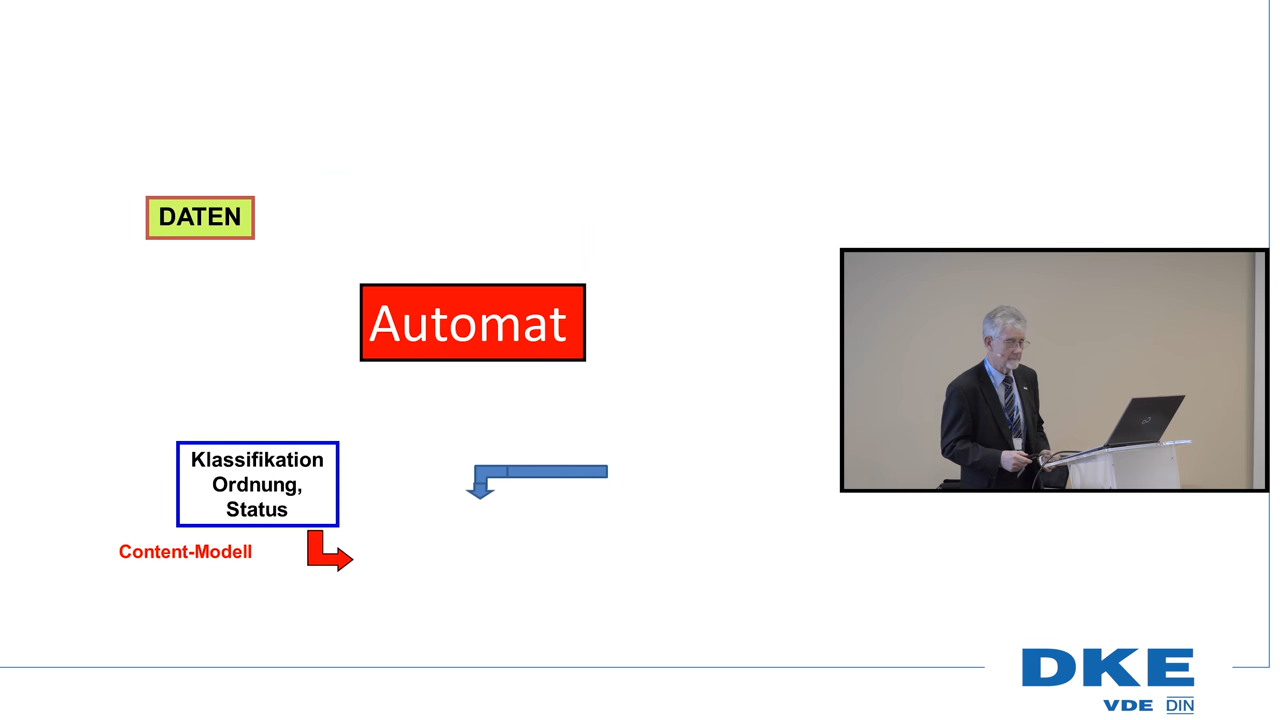 DATEN
Automat
Klassifikation
Ordnung,
Status
Content-Modell
DKE
VDE DIN